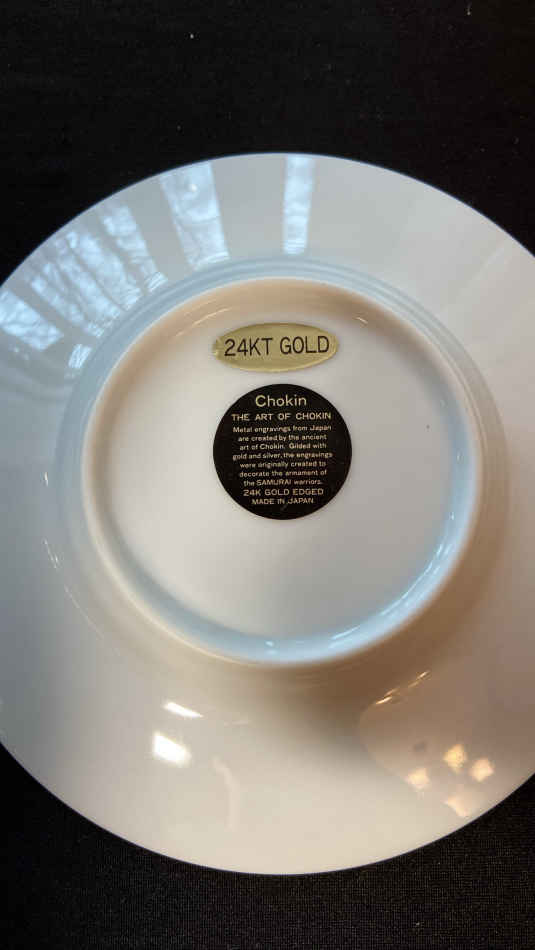 24KT GOLD
Chokin
THE ART OF CHOKIN
Metal engravings from Japan
are created by the ancient
art of Chokin. Gilded with
gold and silver, the engravings
were originally created to
decorate the armament of
the SAMURAI warriors.
24K GOLD EDGED
MADE IN JAPAN